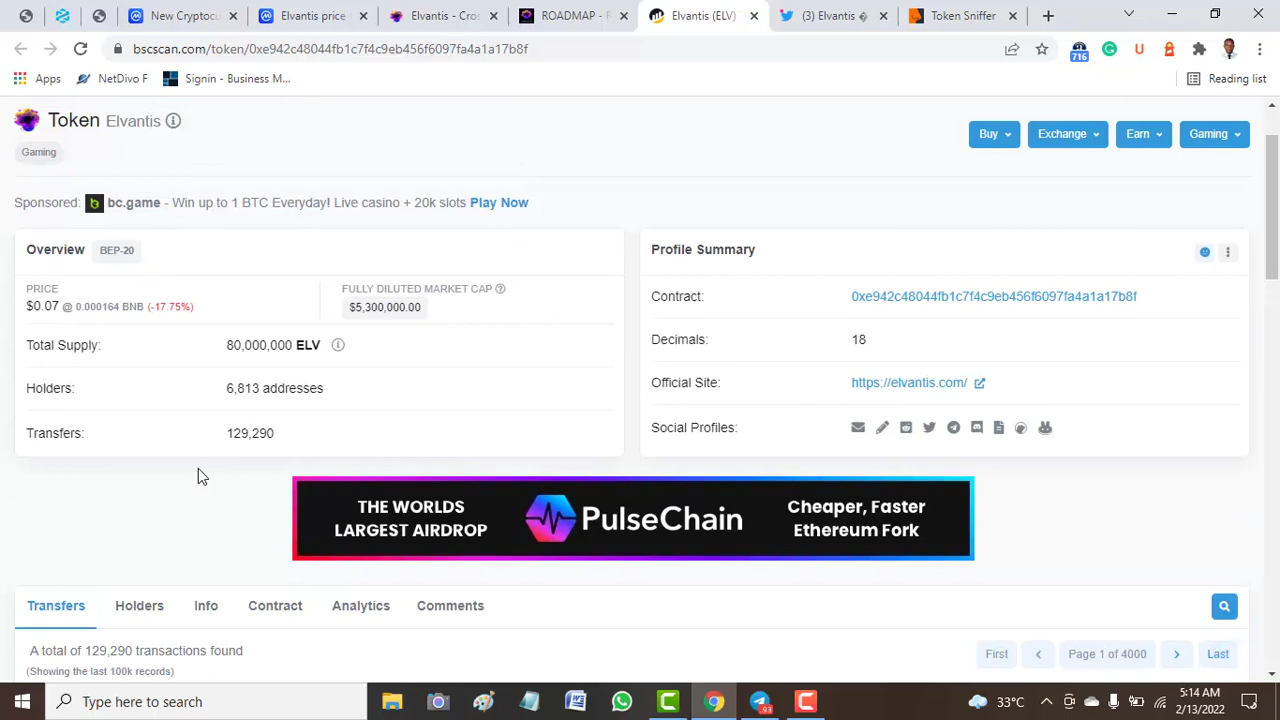 New Cryptocu
Elvantis price
Elvantis - Cros
ROADMAP - R
Elvantis (ELV)
(3) Elvantis
Token Sniffer
bscscan.com/token/0xe942c48044fb1c7f4c9eb456f6097fa4a1a17b8f
716
U
Apps
NetDivo F
Signin - Business M...
Reading list
Token Elvantis
Buy
Exchange
Earn
Gaming
Gaming
Sponsored: bc.game - Win up to 1 BTC Everyday! Live casino + 20k slots Play Now
Overview BEP-20
PRICE
$0.07 @ 0.000164 BNB (-17.75%)
FULLY DILUTED MARKET CAP
$5,300,000.00
Total Supply: 80,000,000 ELV
Holders: 6,813 addresses
Transfers: 129,290
Profile Summary
Contract: 0xe942c48044fb1c7f4c9eb456f6097fa4a1a17b8f
Decimals: 18
Official Site: https://elvantis.com/
Social Profiles:
THE WORLDS
LARGEST AIRDROP
PulseChain
Cheaper, Faster
Ethereum Fork
Transfers Holders Info Contract Analytics Comments
A total of 129,290 transactions found
(Showing the last 100k records)
First
Page 1 of 4000
Last
Type here to search
93
33°C
5:14 AM
2/13/2022